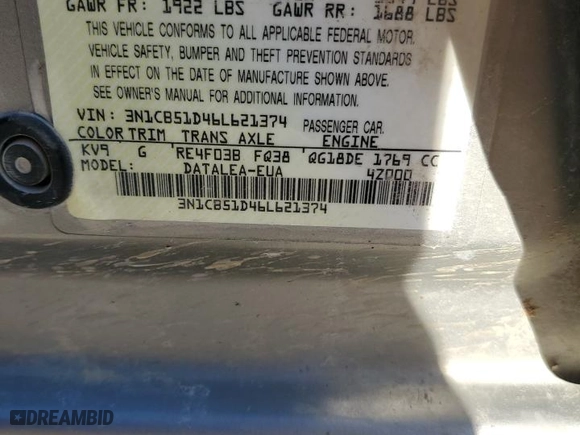 GAWR FR: 1922 LBS GAWR RR: 1688 LBS
THIS VEHICLE CONFORMS TO ALL APPLICABLE FEDERAL MOTOR
VEHICLE SAFETY, BUMPER AND THEFT PREVENTION STANDARDS
IN EFFECT ON THE DATE OF MANUFACTURE SHOWN ABOVE.
SEE OWNER'S MANUAL FOR ADDITIONAL INFORMATION.
VIN: 3N1CB51D46L621374 PASSENGER CAR.
COLOR TRIM TRANS AXLE ENGINE
KV9 G RE4F03B FQ38 QG18DE 1769 CC
MODEL: DATALEA-EUA 42000
3N1CB51D46L621374
DREAMBID